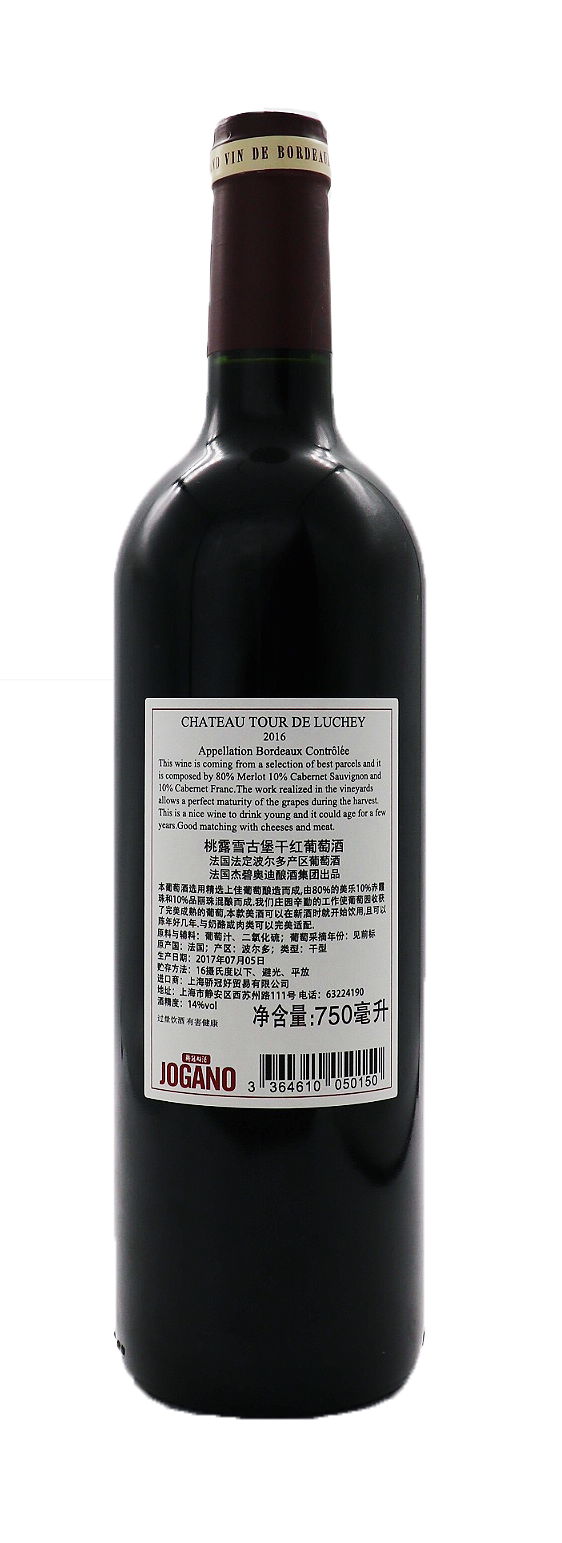 VIN DE BORDEAU
CHATEAU TOUR DE LUCHEY
2016
Appellation Bordeaux Contrôlée
This wine is coming from a selection of best parcels and it
is composed by 80% Merlot 10% Cabernet Sauvignon and
10% Cabernet Franc.The work realized in the vineyards
allows a perfect maturity of the grapes during the harvest.
This is a nice wine to drink young and it could age for a few
years.Good matching with cheeses and meat.
桃露雪古堡干红葡萄酒
法国法定波尔多产区葡萄酒
法国杰碧奥迪酿酒集团出品
本葡萄酒选用精选上佳葡萄酿造而成,由80%的美乐10%赤霞
珠和10%品丽珠混酿而成.我们庄园辛勤的工作使葡萄园收获
了完美成熟的葡萄.本款美酒可以在新酒时就开始饮用,且可以
陈年好几年.与奶酪或肉类可以完美适配.
原料与辅料：葡萄汁、二氧化硫；葡萄采摘年份：见前标
原产国：法国；产区：波尔多；类型：干型
生产日期：2017年07月05日
贮存方法：16摄氏度以下、避光、平放
进口商：上海骄冠好贸易有限公司
地址：上海市静安区西苏州路111号 电话：63224190
酒精度：14%vol
净含量:750毫升
过量饮酒 有害健康
JOGANO
3 364610 050150